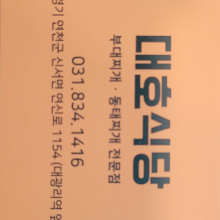 대호식당
부대찌개 · 동태찌개 전문점
031.834.1416
경기 연천군 신서면 연신로 1154 (대광리역